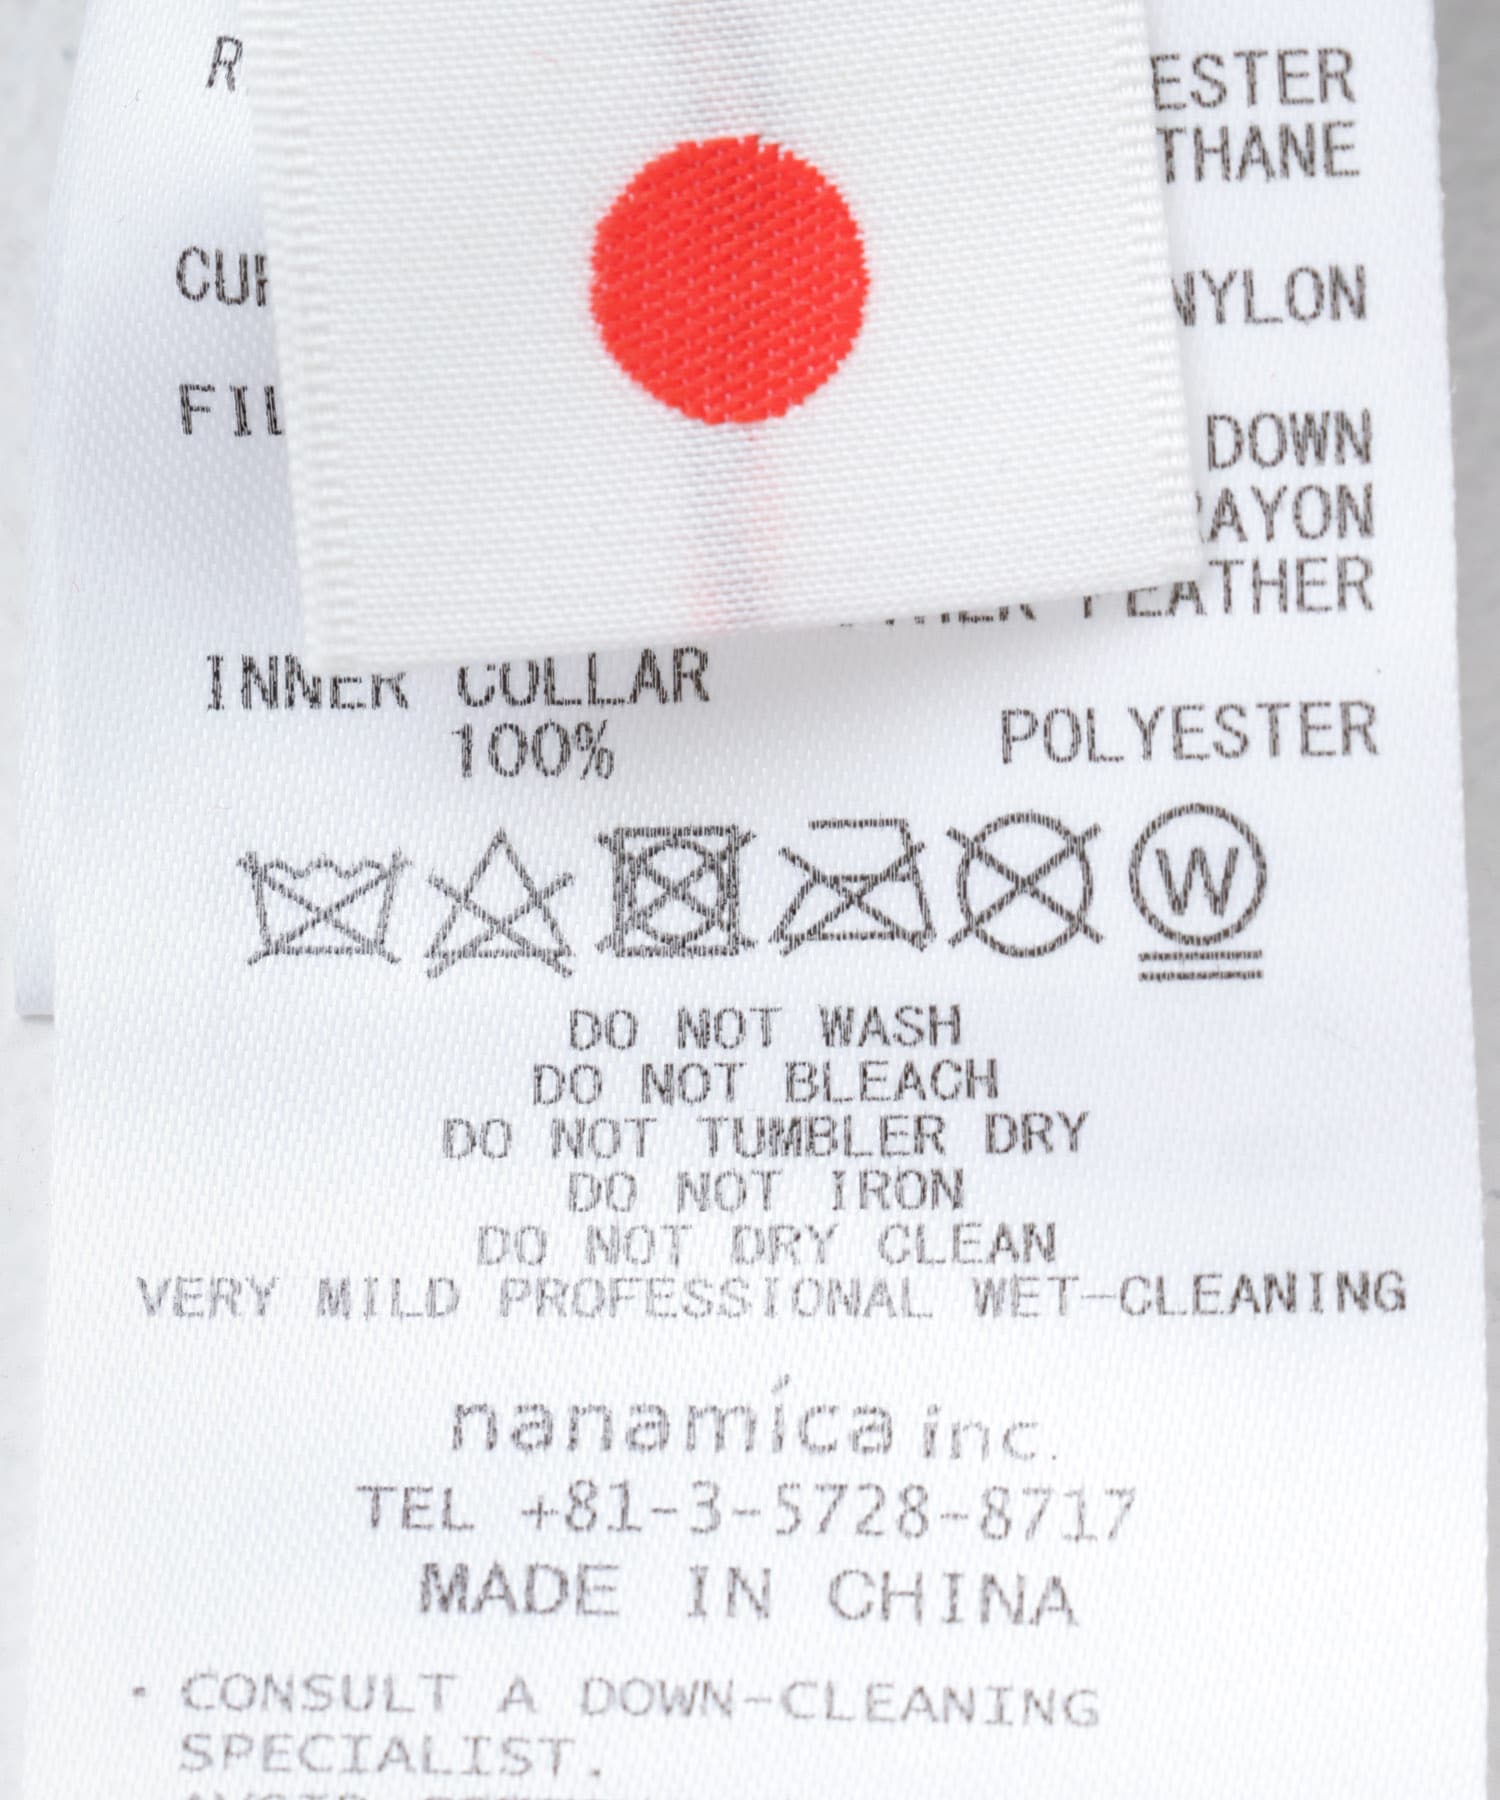 R ESTER
THANE
NYLON
DOWN
RAYON
OTHER FEATHER
INNER COLLAR
100% POLYESTER
W
DO NOT WASH
DO NOT BLEACH
DO NOT TUMBLER DRY
DO NOT IRON
DO NOT DRY CLEAN
VERY MILD PROFESSIONAL WET-CLEANING
nanamíca inc.
TEL +81-3-5728-8717
MADE IN CHINA
・CONSULT A DOWN-CLEANING
SPECIALIST.